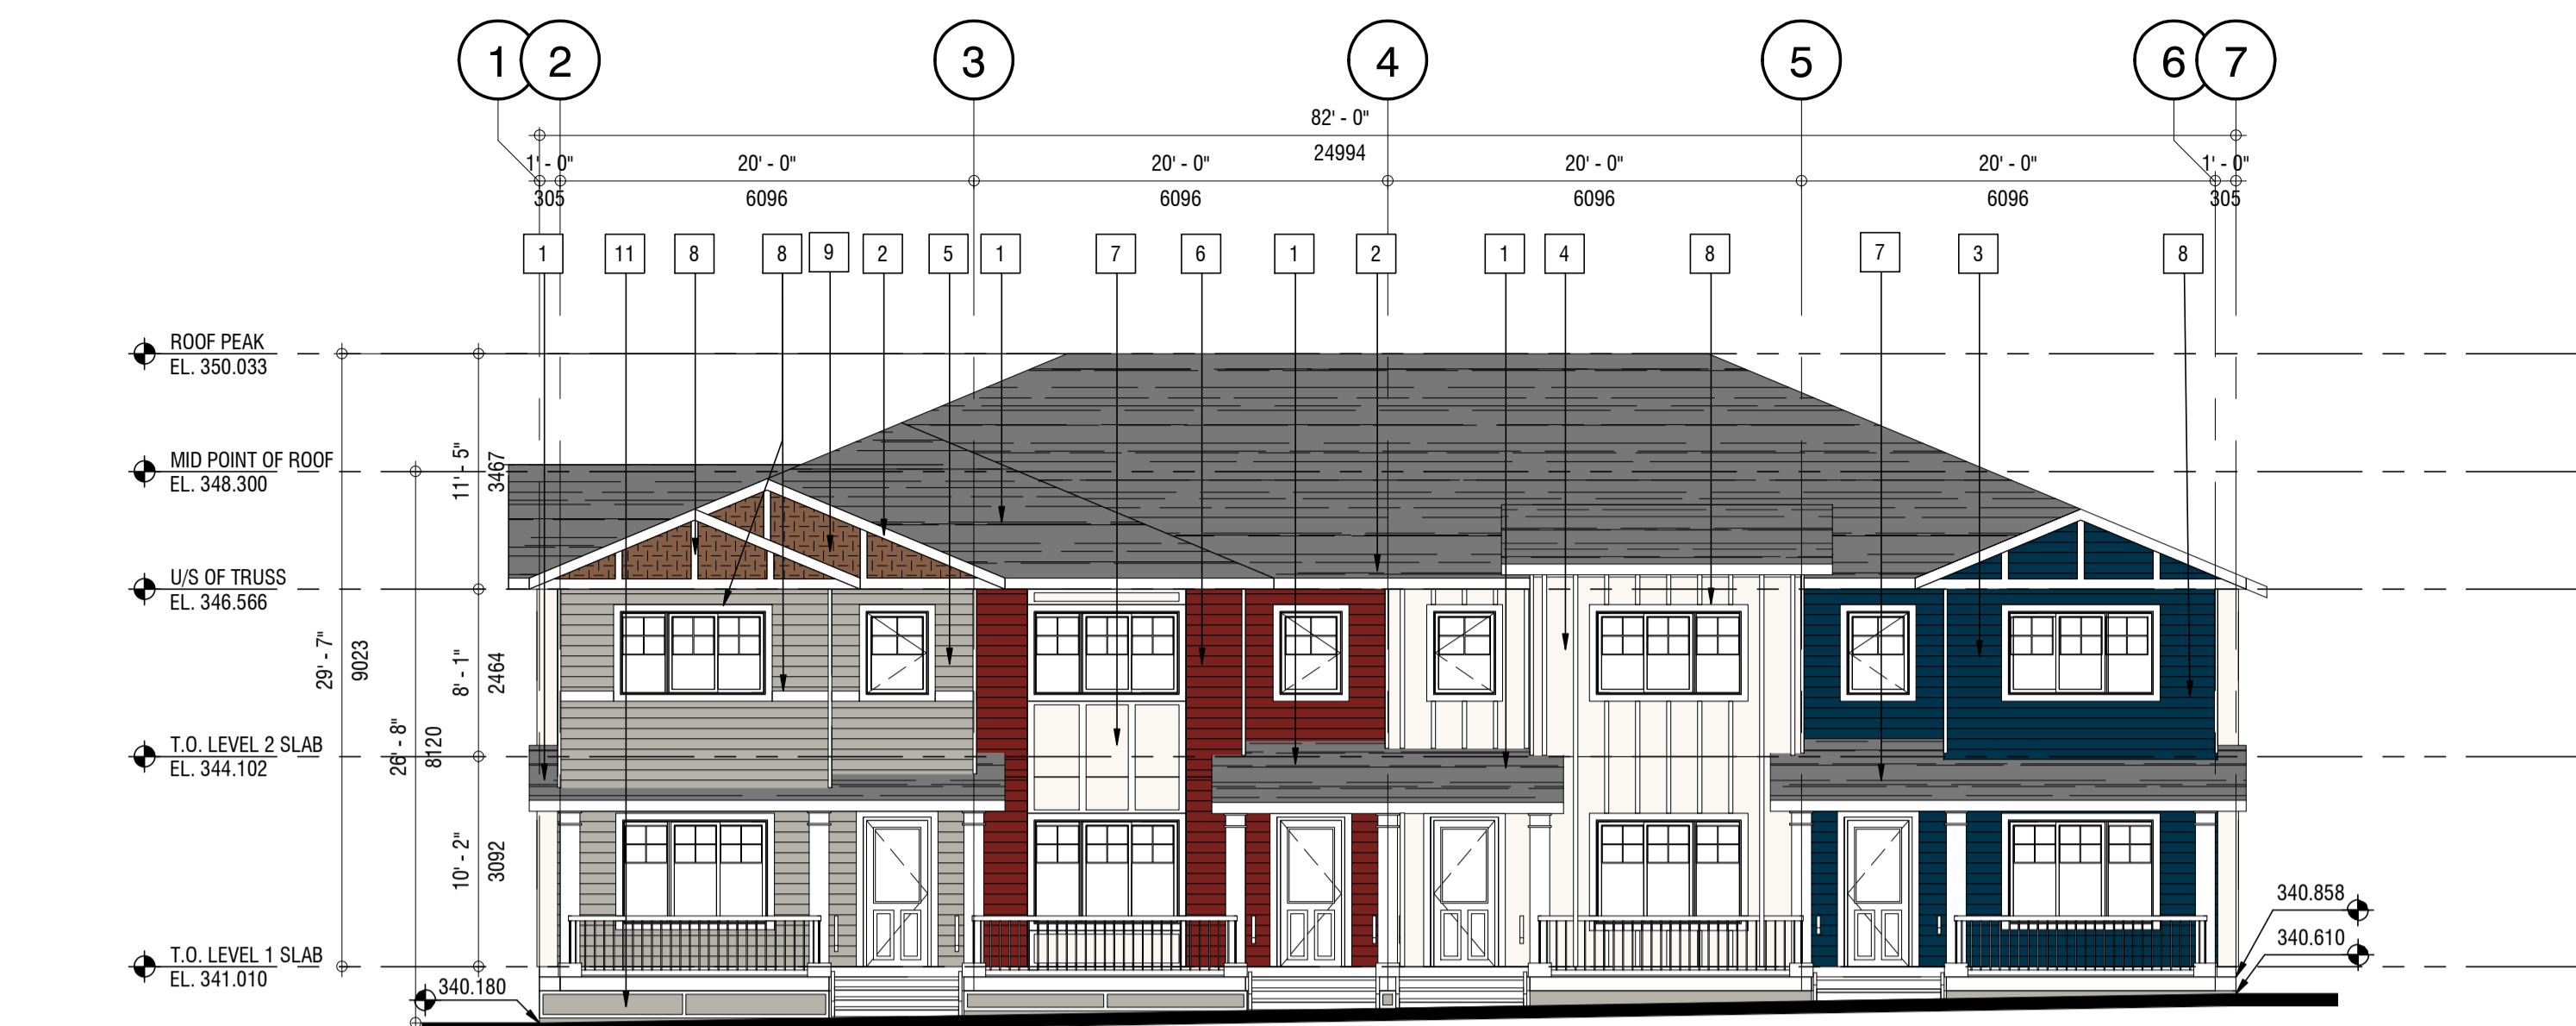 1 2 3 4 5 6 7
82' - 0"
24994
1' - 0" 20' - 0" 20' - 0" 20' - 0" 20' - 0" 1' - 0"
305 6096 6096 6096 6096 305
1 11 8 8 9 2 5 1 7 6 1 2 1 4 8 7 3 8
ROOF PEAK
EL. 350.033
MID POINT OF ROOF
EL. 348.300
11' - 5"
3467
U/S OF TRUSS
EL. 346.566
29' - 7"
9023
8' - 1"
2464
T.O. LEVEL 2 SLAB
EL. 344.102
26' - 8"
8120
10' - 2"
3092
T.O. LEVEL 1 SLAB
EL. 341.010
340.180
340.858
340.610